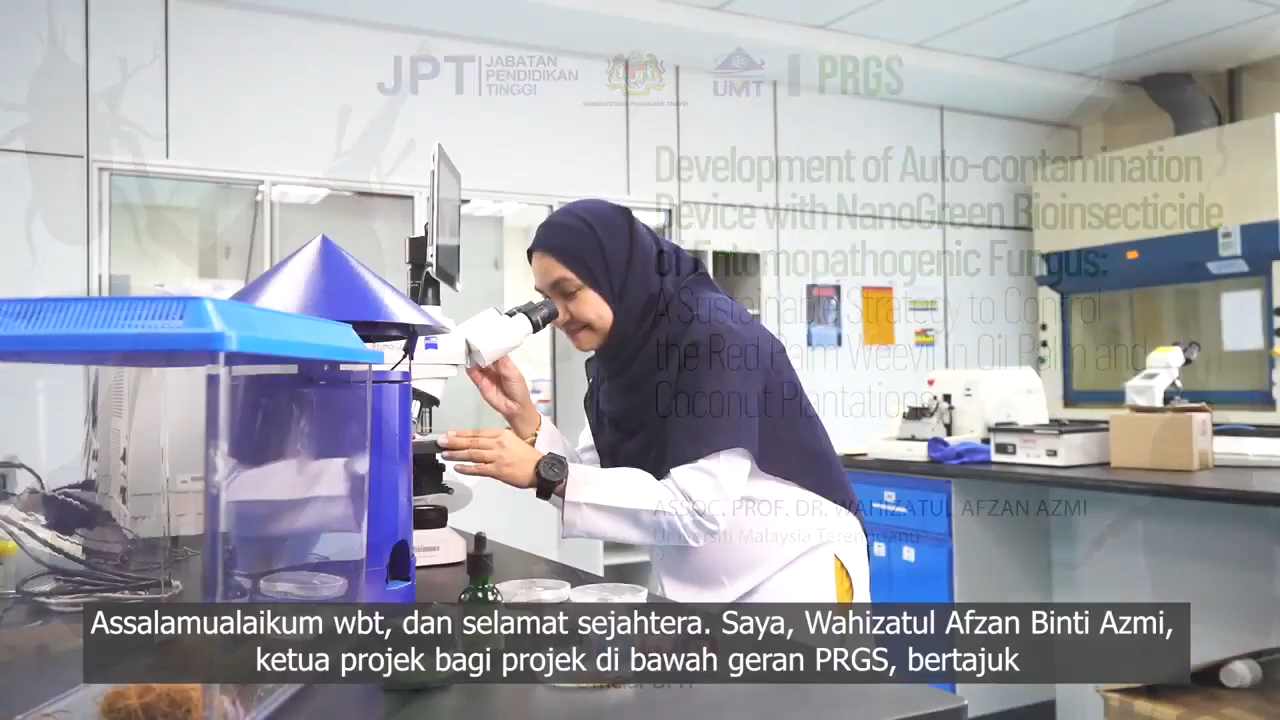 JPT
JABATAN
PENDIDIKAN
TINGGI
UMT
PRGS
Development of Auto-contamination
Device with NanoGreen Bioinsecticide
of Entomopathogenic Fungus:
A Sustainable Strategy to Control
the Red Palm Weevil in Oil Palm and
Coconut Plantations
ASSOC. PROF. DR. WAHIZATUL AFZAN AZMI
Universiti Malaysia Terengganu
Assalamualaikum wbt, dan selamat sejahtera. Saya, Wahizatul Afzan Binti Azmi,
ketua projek bagi projek di bawah geran PRGS, bertajuk